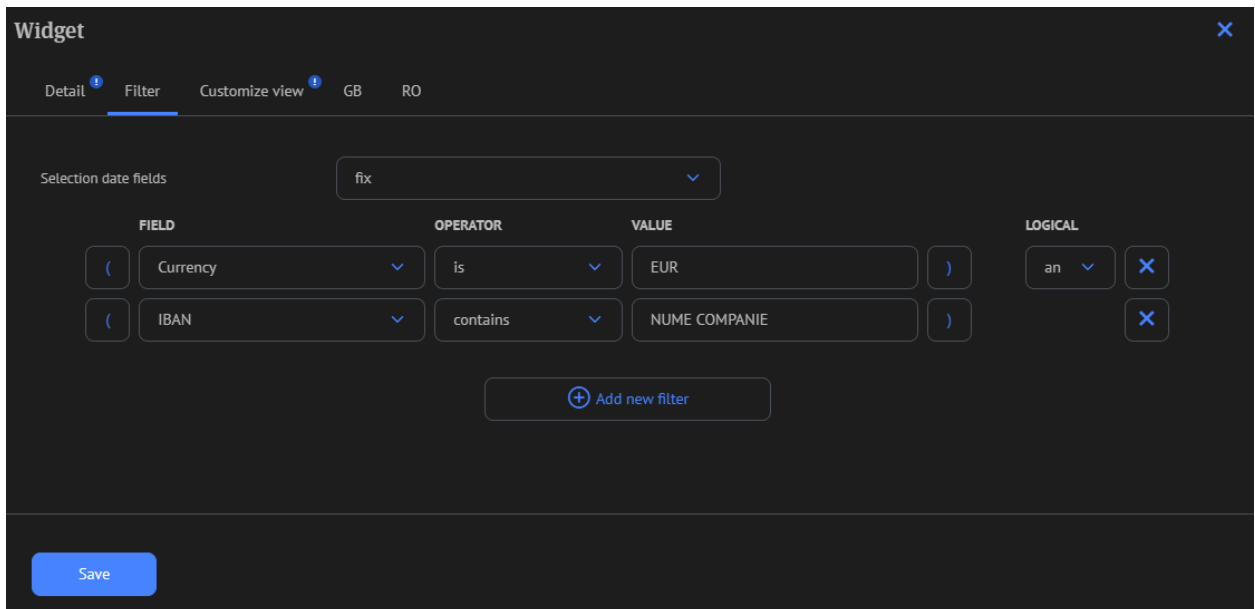 Widget
Detail Filter Customize view GB RO
Selection date fields fix
FIELD OPERATOR VALUE LOGICAL
( Currency is EUR ) an
( IBAN contains NUME COMPANIE )
Add new filter
Save